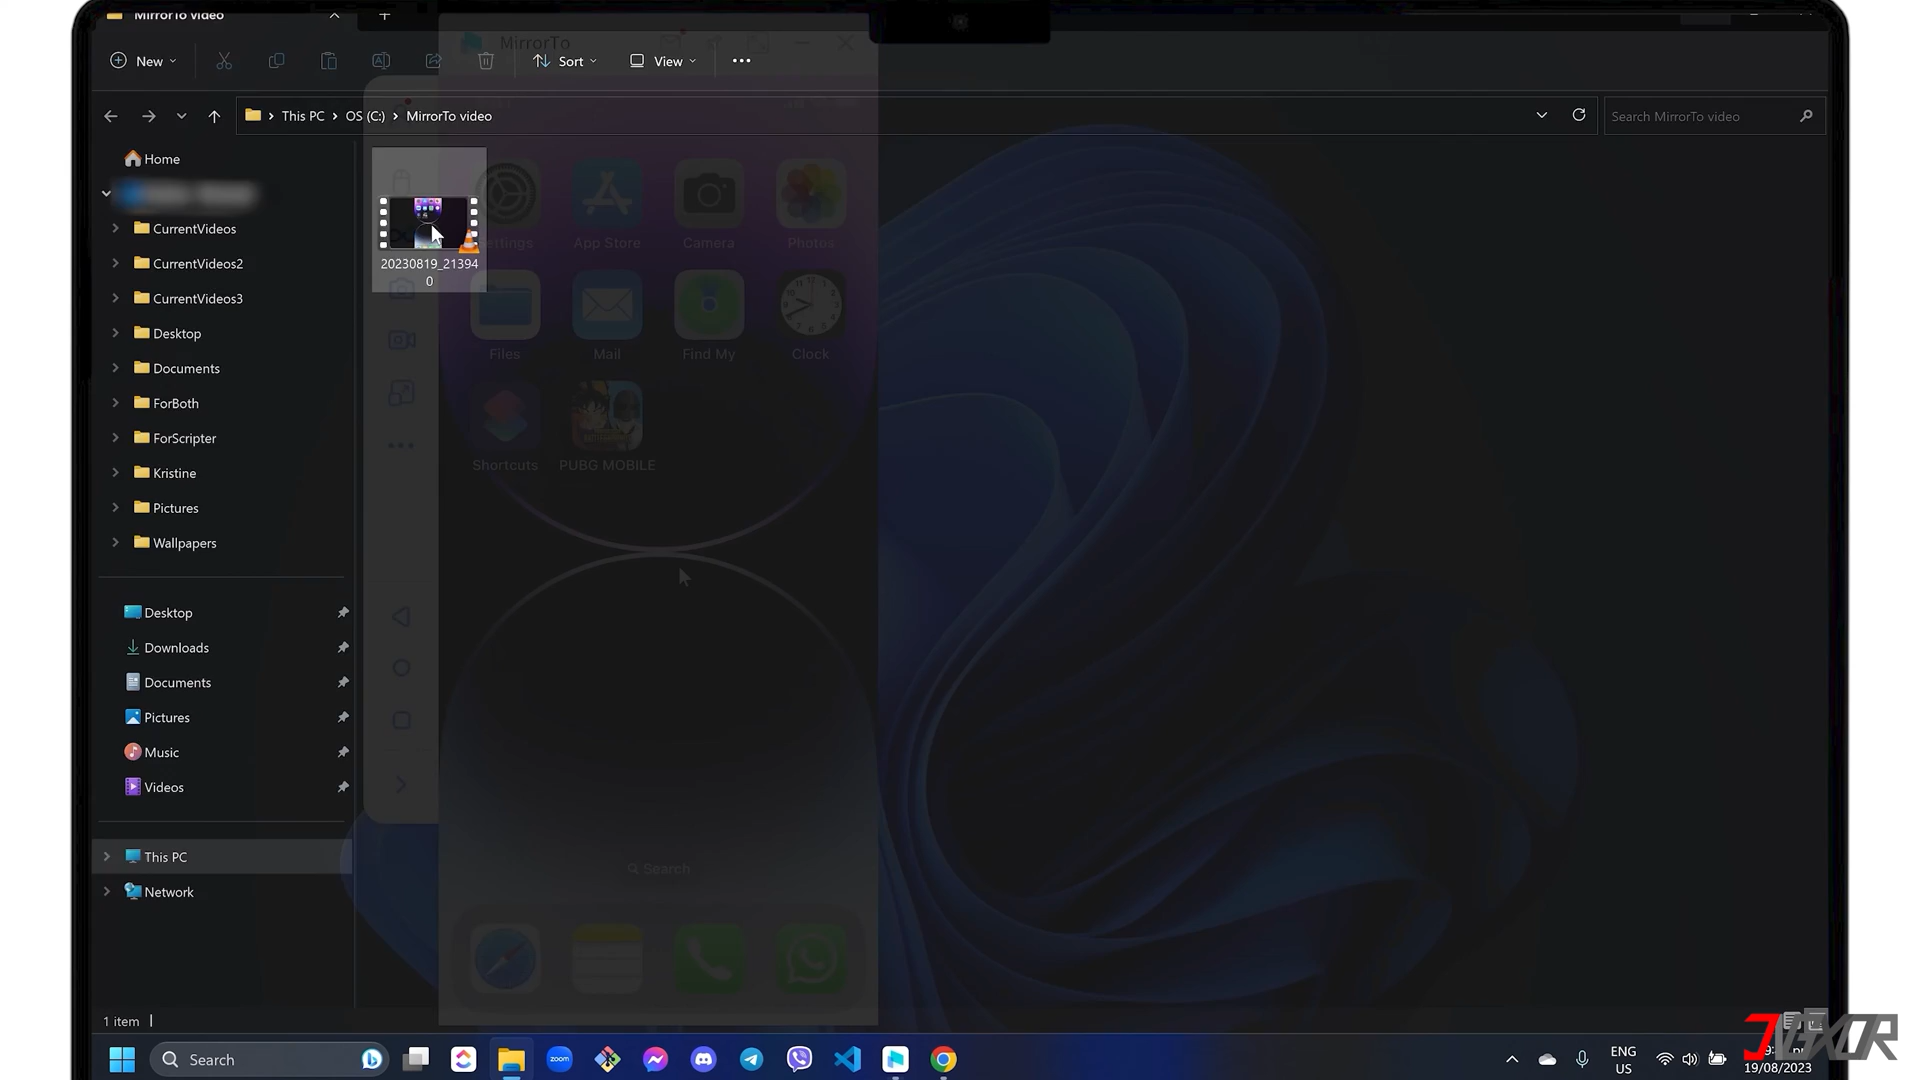 MirrorTo video
MirrorTo
New
Sort
View
This PC
OS (C:)
MirrorTo video
Search MirrorTo video
Home
CurrentVideos
CurrentVideos2
CurrentVideos3
Desktop
Documents
ForBoth
ForScripter
Kristine
Pictures
Wallpapers
Desktop
Downloads
Documents
Pictures
Music
Videos
This PC
Network
20230819_21394
0
Settings
App Store
Camera
Photos
Files
Mail
Find My
Clock
Shortcuts
PUBG MOBILE
Search
1 item
Search
zoom
ENG
US
19/08/2023
JGXOR